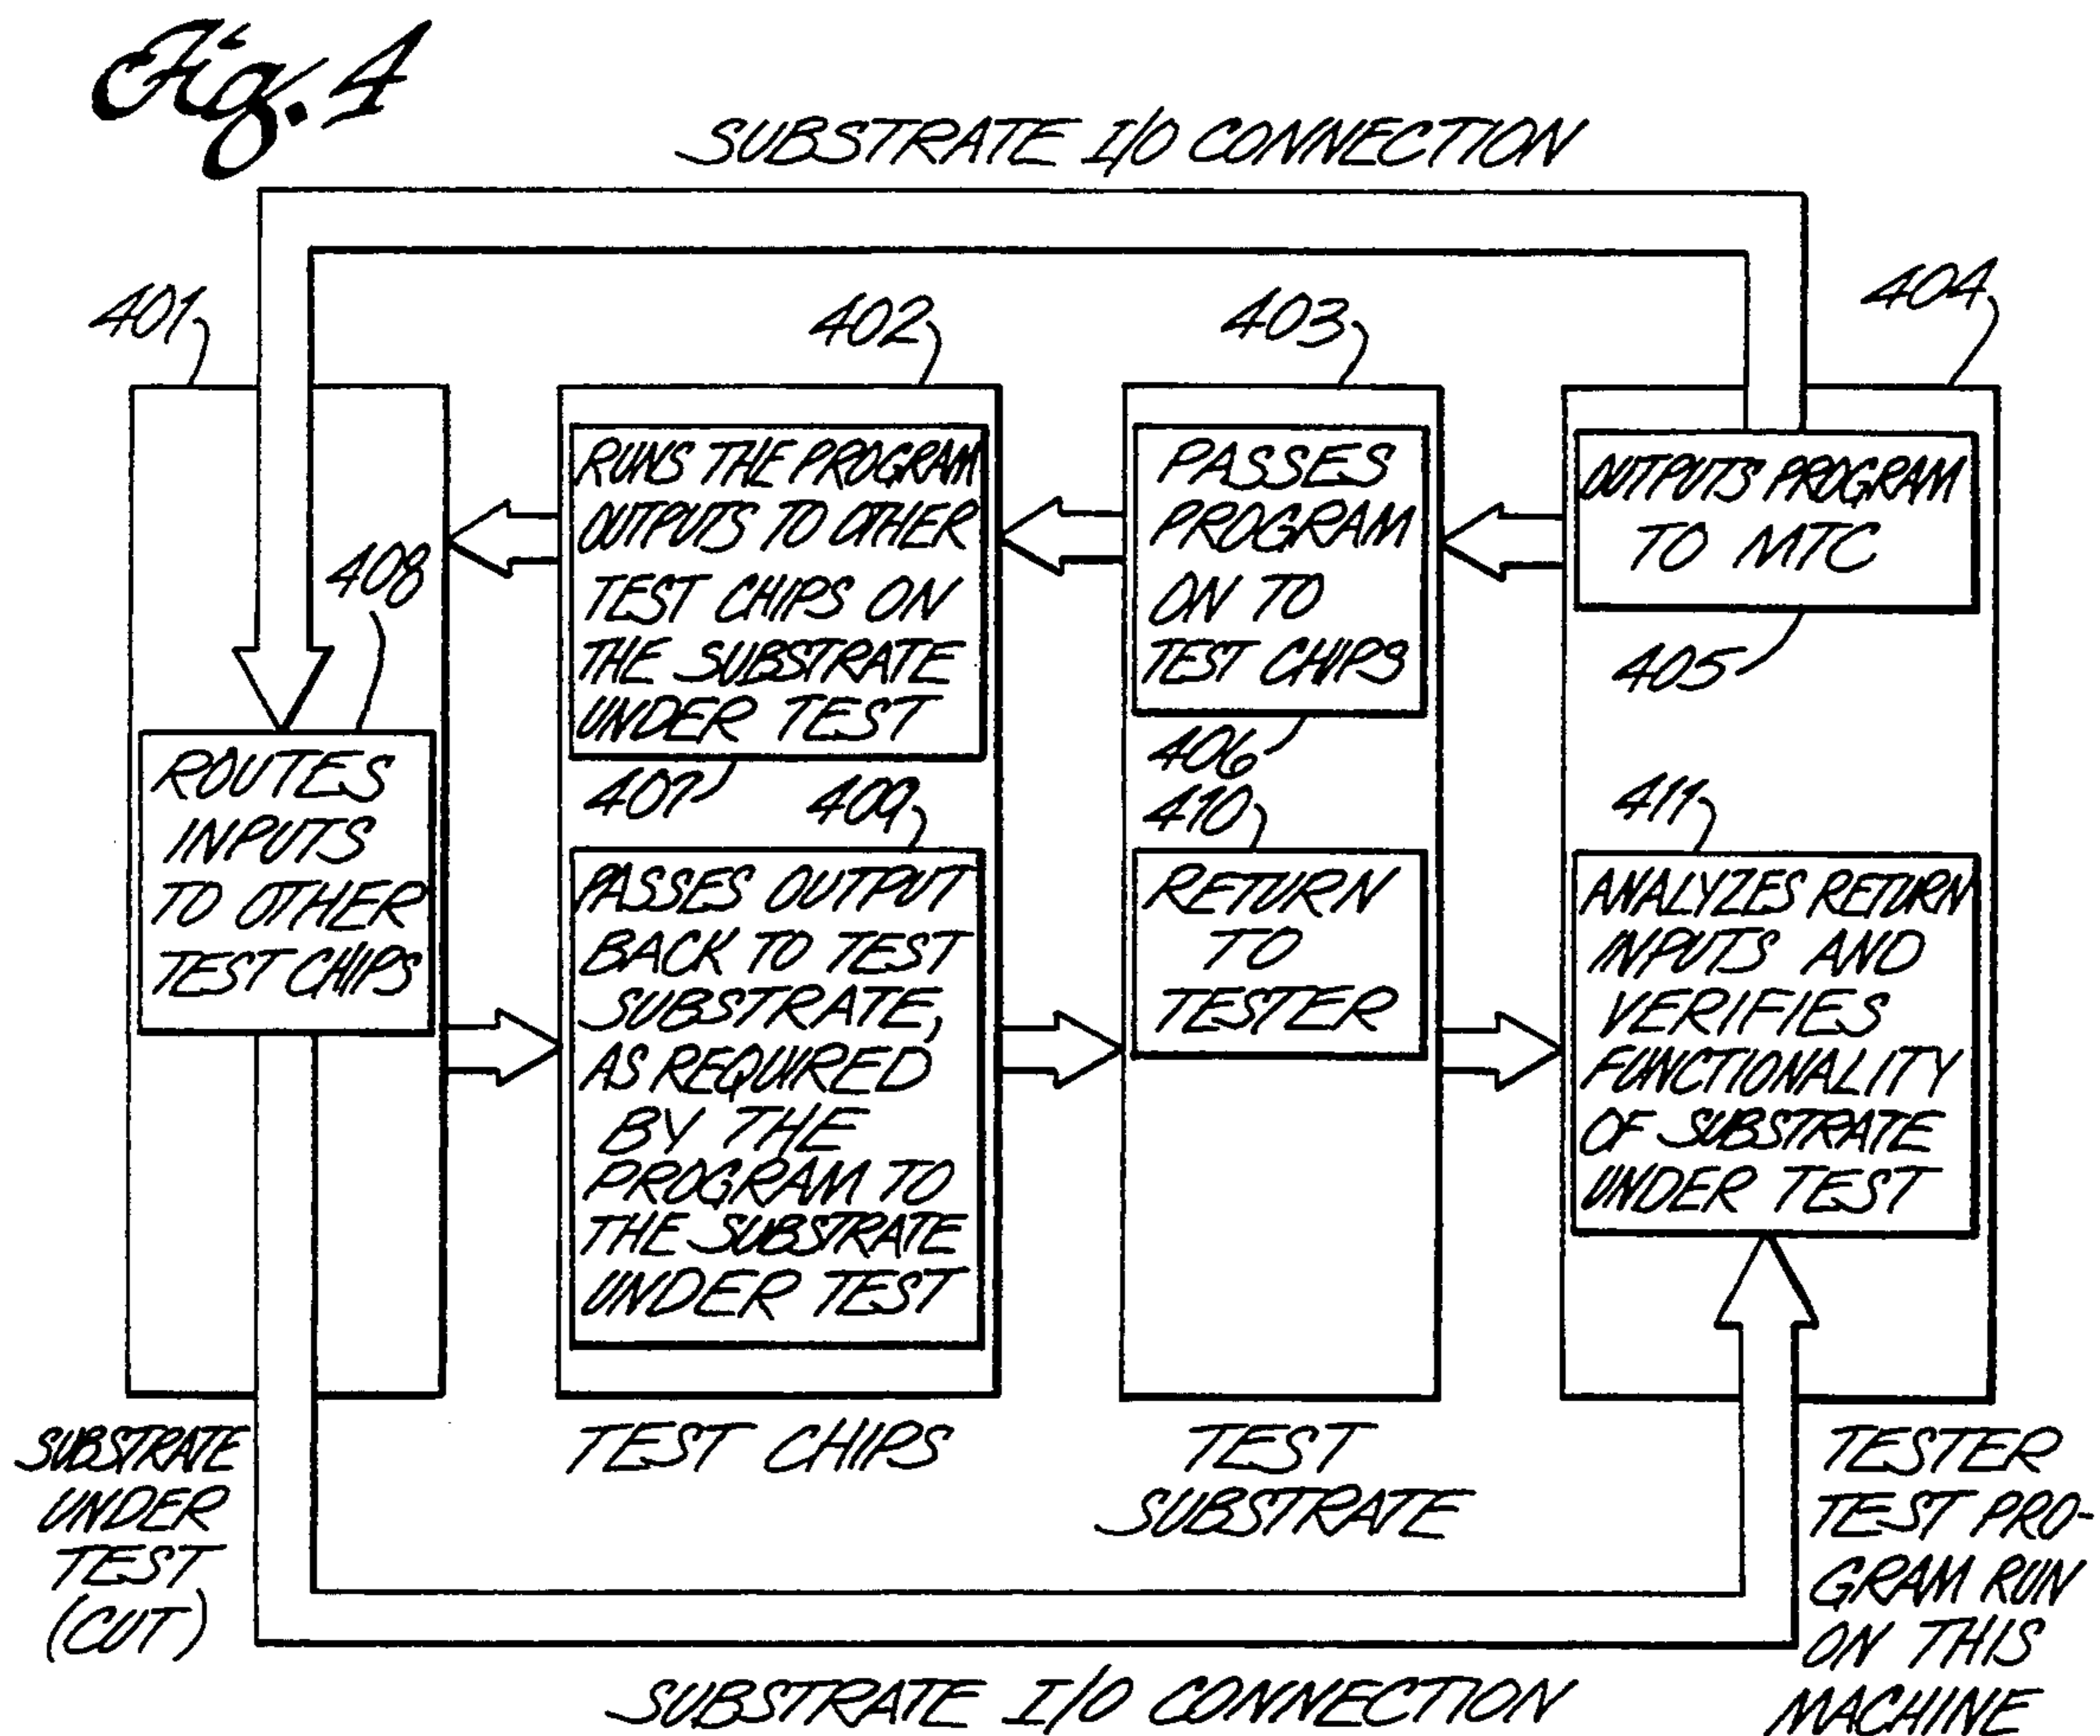 Fig. 4
SUBSTRATE I/O CONNECTION
401
402
403
404
408
RUNS THE PROGRAM
OUTPUTS TO OTHER
TEST CHIPS ON
THE SUBSTRATE
UNDER TEST
407
PASSES
PROGRAM
ON TO
TEST CHIPS
406
OUTPUTS PROGRAM
TO MTC
405
ROUTES
INPUTS
TO OTHER
TEST CHIPS
409
PASSES OUTPUT
BACK TO TEST
SUBSTRATE,
AS REQUIRED
BY THE
PROGRAM TO
THE SUBSTRATE
UNDER TEST
410
RETURN
TO
TESTER
411
ANALYZES RETURN
INPUTS AND
VERIFIES
FUNCTIONALITY
OF SUBSTRATE
UNDER TEST
SUBSTRATE
UNDER
TEST
(CUT)
TEST CHIPS
TEST
SUBSTRATE
TESTER
TEST PRO-
GRAM RUN
ON THIS
MACHINE
SUBSTRATE I/O CONNECTION